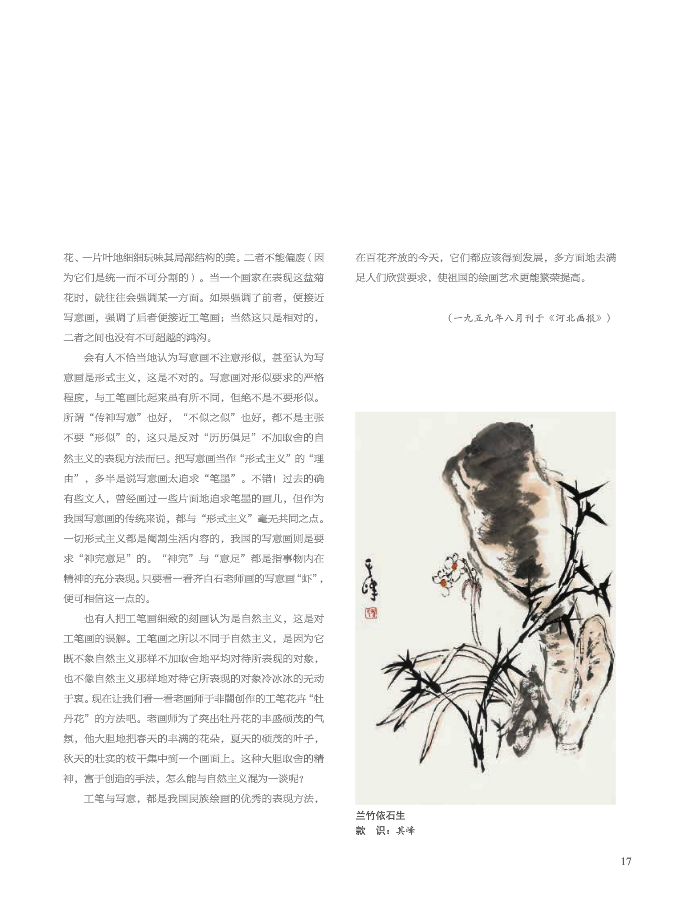 花、一片叶地细细玩味其局部结构的美。二者不能偏废（因
为它们是统一而不可分割的）。当一个画家在表现这盆菊
花时，就往往会强调某一方面。如果强调了前者，便接近
写意画，强调了后者便接近工笔画；当然这只是相对的，
二者之间也没有不可超越的鸿沟。
会有人不恰当地认为写意画不注意形似，甚至认为写
意画是形式主义，这是不对的。写意画对形似要求的严格
程度，与工笔画比起来虽有所不同，但绝不是不要形似。
所谓“传神写意”也好，“不似之似”也好，都不是主张
不要“形似”的，这只是反对“历历俱足”不加取舍的自
然主义的表现方法而已。把写意画当作“形式主义”的“理
由”，多半是说写意画太追求“笔墨”。不错！过去的确
有些文人，曾经画过一些片面地追求笔墨的画儿，但作为
我国写意画的传统来说，都与“形式主义”毫无共同之点。
一切形式主义都是阉割生活内容的，我国的写意画则是要
求“神完意足”的。“神完”与“意足”都是指事物内在
精神的充分表现。只要看一看齐白石老师画的写意画“虾”，
便可相信这一点的。
也有人把工笔画细致的刻画认为是自然主义，这是对
工笔画的误解。工笔画之所以不同于自然主义，是因为它
既不象自然主义那样不加取舍地平均对待所表现的对象，
也不像自然主义那样地对待它所表现的对象冷冰冰的无动
于衷。现在让我们看一看老画师于非闇创作的工笔花卉“牡
丹花”的方法吧。老画师为了突出牡丹花的丰盛硕茂的气
氛，他大胆地把春天的丰满的花朵，夏天的硕茂的叶子，
秋天的壮实的枝干集中到一个画面上。这种大胆取舍的精
神，富于创造的手法，怎么能与自然主义混为一谈呢？
工笔与写意，都是我国民族绘画的优秀的表现方法，
在百花齐放的今天，它们都应该得到发展，多方面地去满
足人们欣赏要求，使祖国的绘画艺术更能繁荣提高。
（一九五九年八月刊于《河北画报》）
其峰
兰竹依石生
款　识：其峰
17